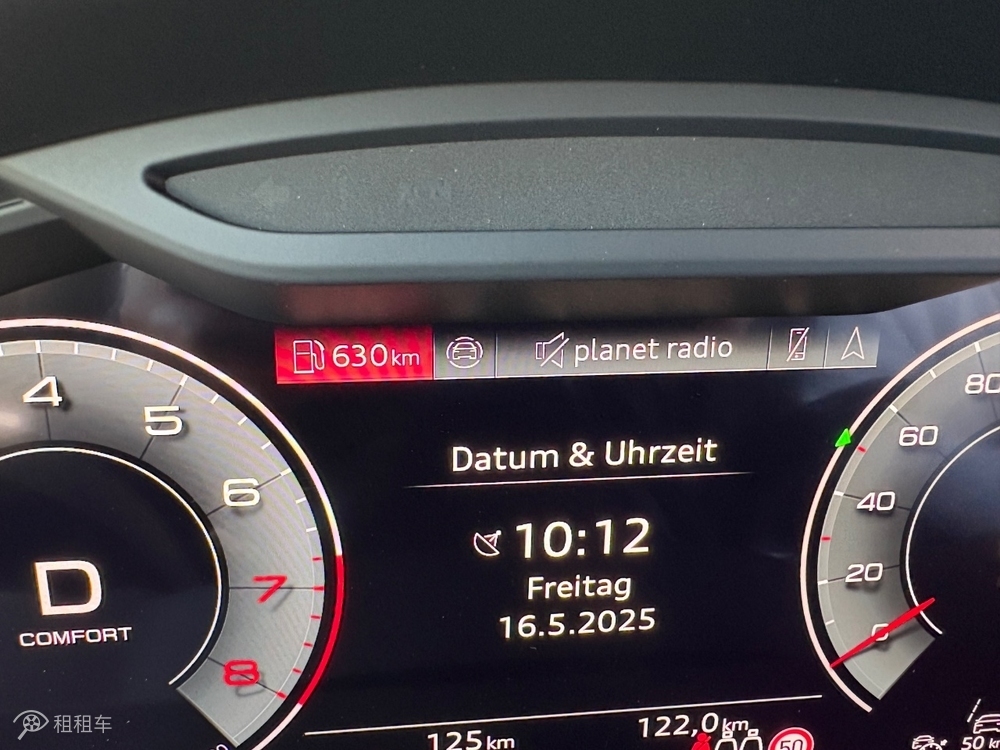 630km planet radio
Datum & Uhrzeit
10:12
Freitag
16.5.2025
4
5
6
7
8
D
COMFORT
80
60
40
20
0
125km 122,0km
50
50 km
租租车